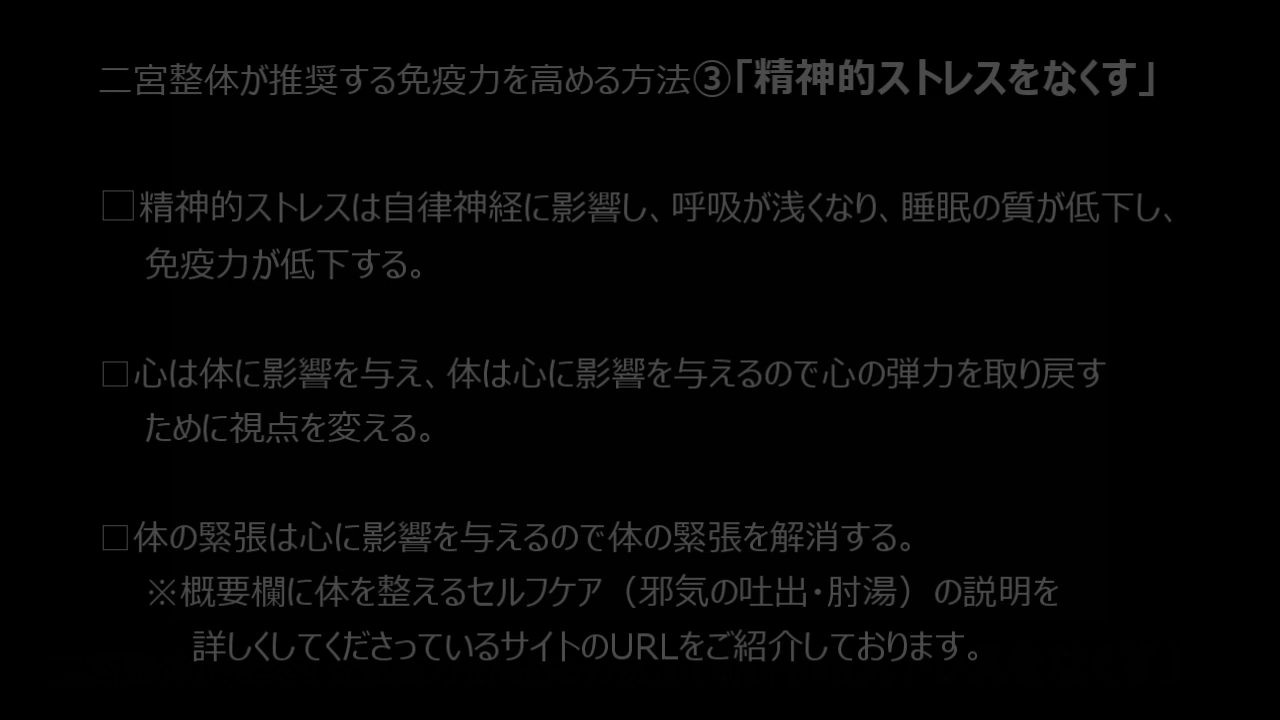 二宮整体が推奨する免疫力を高める方法③「精神的ストレスをなくす」
□精神的ストレスは自律神経に影響し、呼吸が浅くなり、睡眠の質が低下し、
免疫力が低下する。
□心は体に影響を与え、体は心に影響を与えるので心の弾力を取り戻す
ために視点を変える。
□体の緊張は心に影響を与えるので体の緊張を解消する。
※概要欄に体を整えるセルフケア（邪気の吐出・肘湯）の説明を
詳しくしてくださっているサイトのURLをご紹介しております。